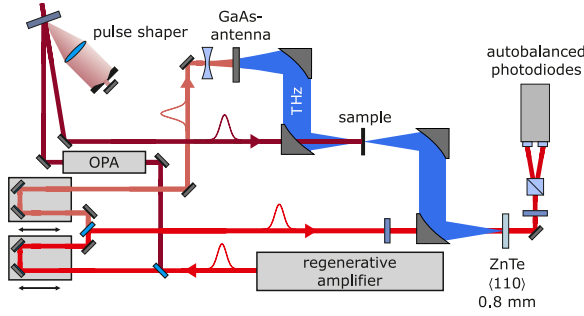 pulse shaper
GaAs-
antenna
autobalanced
photodiodes
THz
sample
OPA
regenerative
amplifier
ZnTe
⟨110⟩
0.8 mm